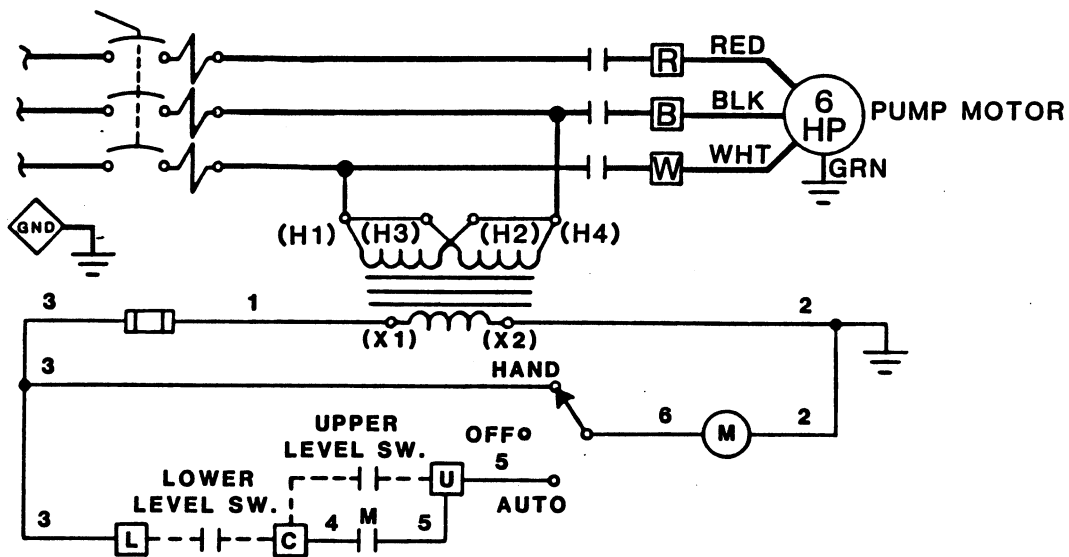 R RED
B BLK
W WHT
6 HP
PUMP MOTOR
GRN
GND
(H1) (H3) (H2) (H4)
3 1 2
(X1) (X2)
3 HAND
6 M 2
UPPER
LEVEL SW.
OFF
5
U
AUTO
LOWER
LEVEL SW.
3 L C 4 M 5